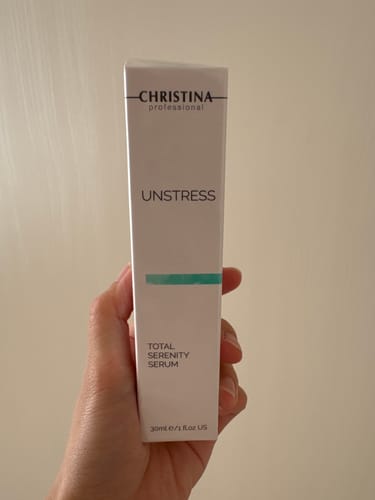 CHRISTINA
professional
UNSTRESS
TOTAL
SERENITY
SERUM
30ml ℮/1 fl.oz US